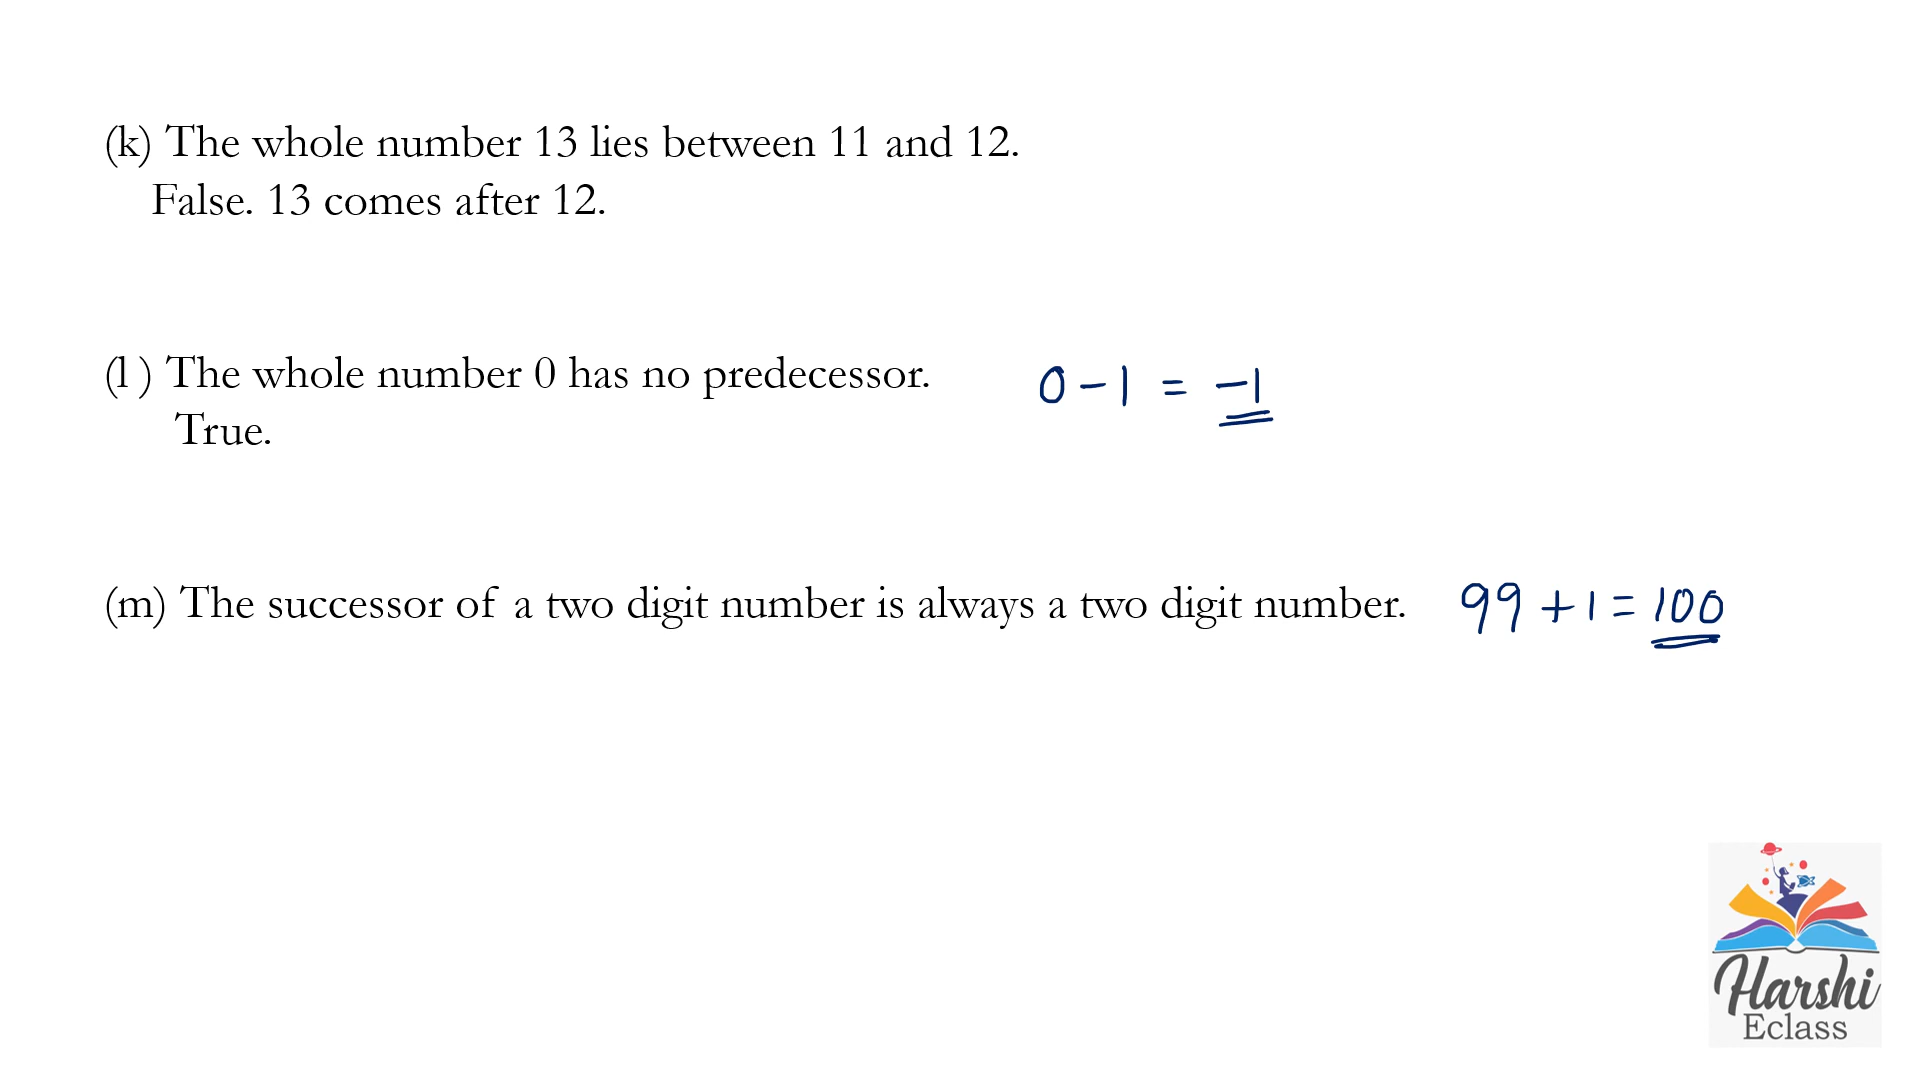 (k) The whole number 13 lies between 11 and 12.
False. 13 comes after 12.
(l ) The whole number 0 has no predecessor. 0 - 1 = -1
True.
(m) The successor of a two digit number is always a two digit number. 99 + 1 = 100
Harshi
Eclass